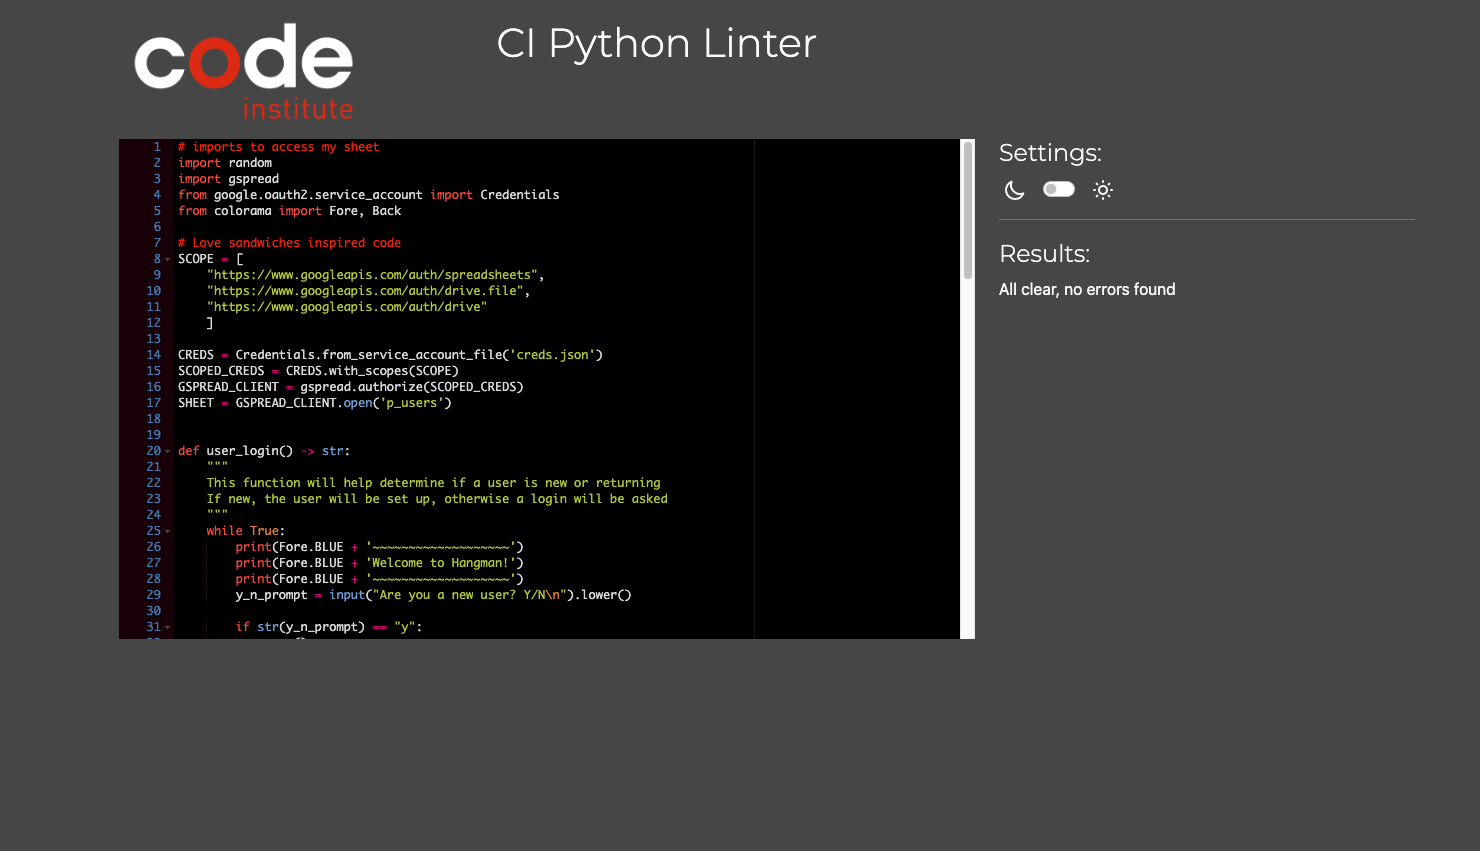 code
institute
CI Python Linter
1 # imports to access my sheet
2 import random
3 import gspread
4 from google.oauth2.service_account import Credentials
5 from colorama import Fore, Back
6
7 # Love sandwiches inspired code
8 SCOPE = [
9     "https://www.googleapis.com/auth/spreadsheets",
10     "https://www.googleapis.com/auth/drive.file",
11     "https://www.googleapis.com/auth/drive"
12     ]
13
14 CREDS = Credentials.from_service_account_file('creds.json')
15 SCOPED_CREDS = CREDS.with_scopes(SCOPE)
16 GSPREAD_CLIENT = gspread.authorize(SCOPED_CREDS)
17 SHEET = GSPREAD_CLIENT.open('p_users')
18
19
20 def user_login() -> str:
21     """
22     This function will help determine if a user is new or returning
23     If new, the user will be set up, otherwise a login will be asked
24     """
25     while True:
26         print(Fore.BLUE + '~~~~~~~~~~~~~~~~~~~')
27         print(Fore.BLUE + 'Welcome to Hangman!')
28         print(Fore.BLUE + '~~~~~~~~~~~~~~~~~~~')
29         y_n_prompt = input("Are you a new user? Y/N\n").lower()
30
31         if str(y_n_prompt) == "y":
Settings:
Results:
All clear, no errors found